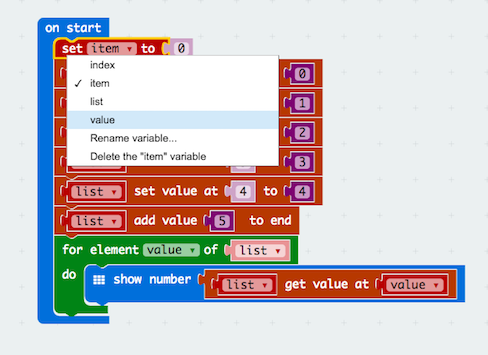 on start
set item to 0
index
✓ item
list
value
Rename variable...
Delete the "item" variable
0
1
2
3
list set value at 4 to 4
list add value 5 to end
for element value of list
do show number list get value at value